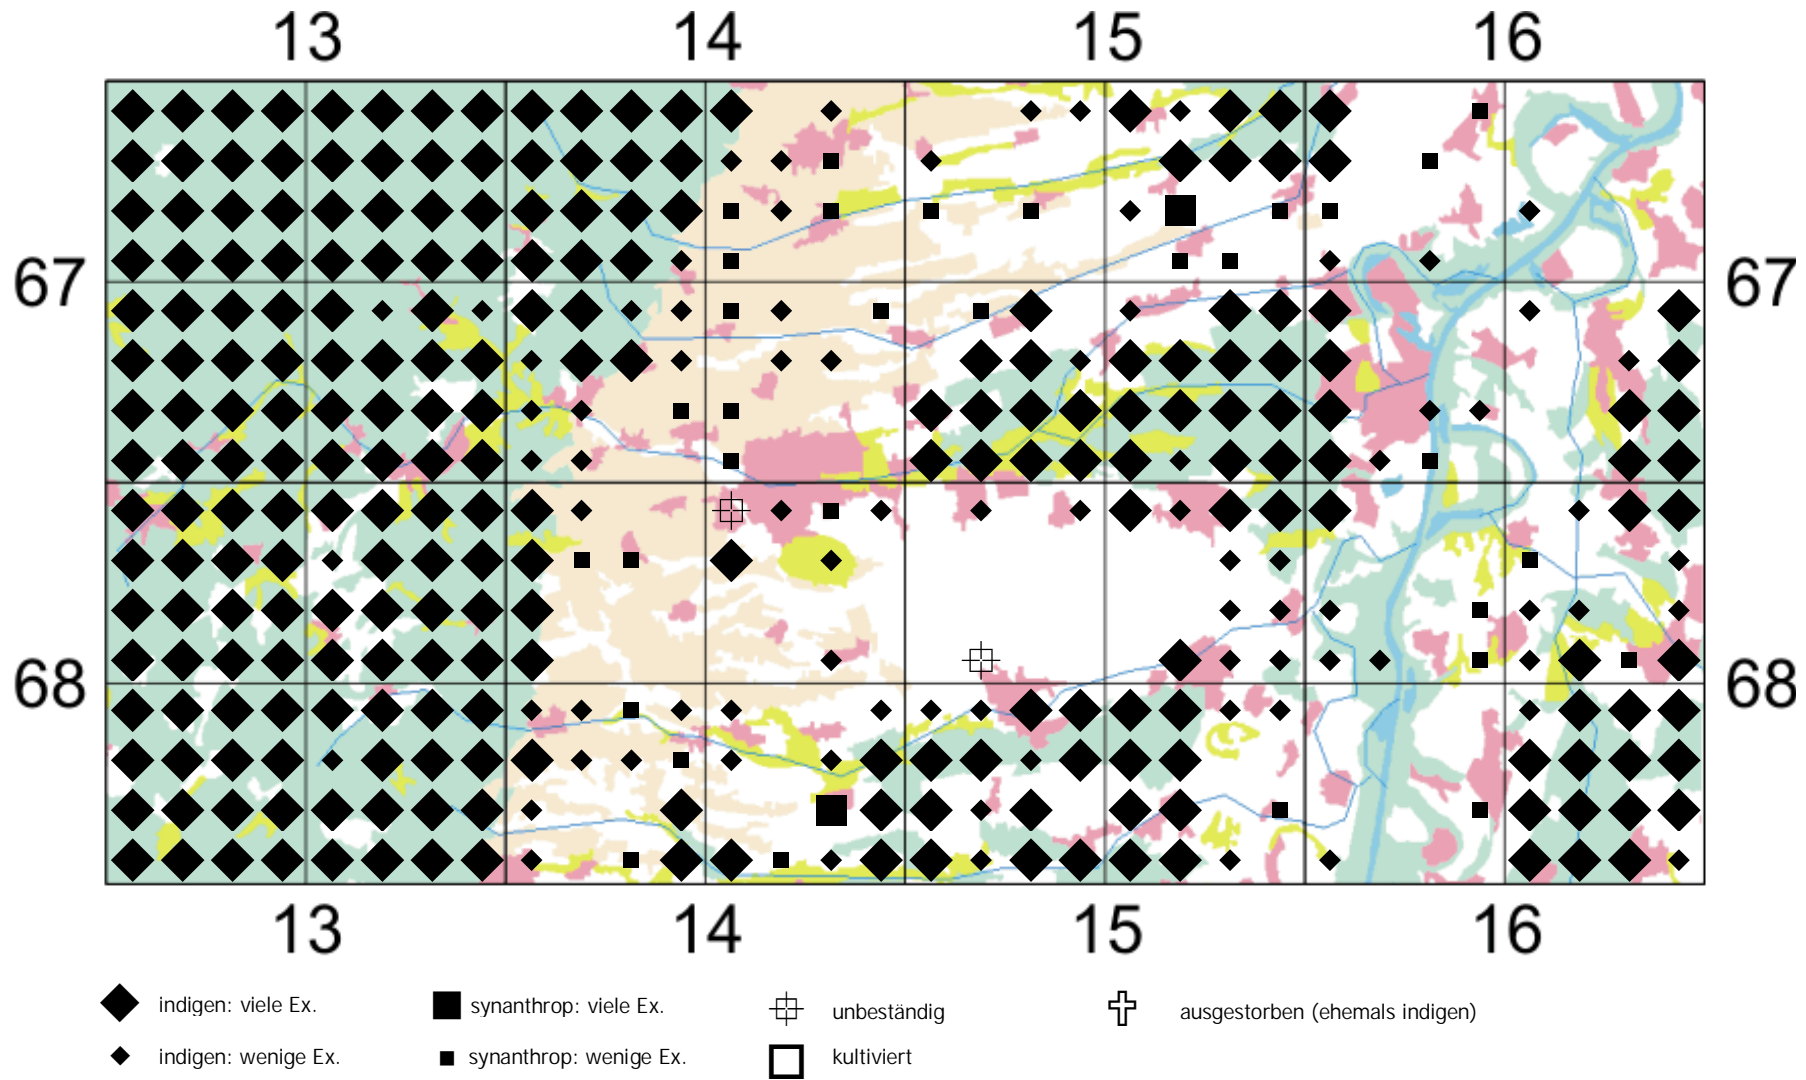 13 14 15 16
67 67
68 68
13 14 15 16
indigen: viele Ex. synanthrop: viele Ex. unbeständig ausgestorben (ehemals indigen)
indigen: wenige Ex. synanthrop: wenige Ex. kultiviert